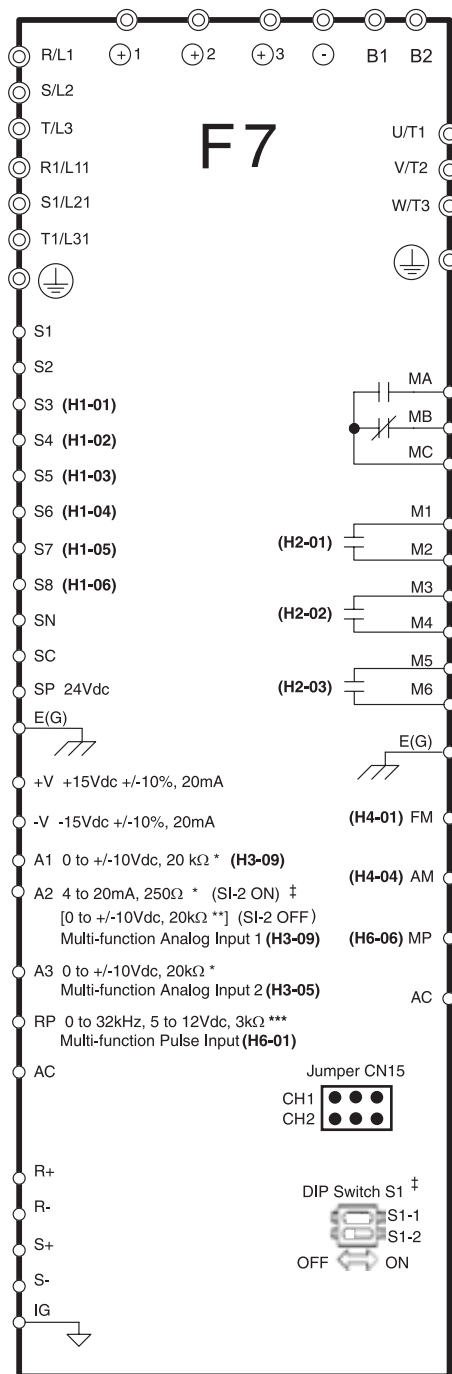 R/L1 + 1 + 2 + 3 - B1 B2
S/L2
T/L3
F7
U/T1
R1/L11
V/T2
S1/L21
W/T3
T1/L31
S1
S2
MA
S3 (H1-01)
MB
S4 (H1-02)
MC
S5 (H1-03)
S6 (H1-04)
M1
S7 (H1-05)
(H2-01)
M2
S8 (H1-06)
M3
(H2-02)
SN
M4
SC
M5
SP 24Vdc
(H2-03)
M6
E(G)
E(G)
+V +15Vdc +/-10%, 20mA
-V -15Vdc +/-10%, 20mA
(H4-01) FM
A1 0 to +/-10Vdc, 20 kΩ * (H3-09)
(H4-04) AM
A2 4 to 20mA, 250Ω * (SI-2 ON) ‡
[0 to +/-10Vdc, 20kΩ **] (SI-2 OFF)
Multi-function Analog Input 1 (H3-09)
(H6-06) MP
A3 0 to +/-10Vdc, 20kΩ *
Multi-function Analog Input 2 (H3-05)
AC
RP 0 to 32kHz, 5 to 12Vdc, 3kΩ ***
Multi-function Pulse Input (H6-01)
AC
Jumper CN15
CH1
CH2
R+
R-
S+
S-
IG
DIP Switch S1 ‡
S1-1
S1-2
OFF ON